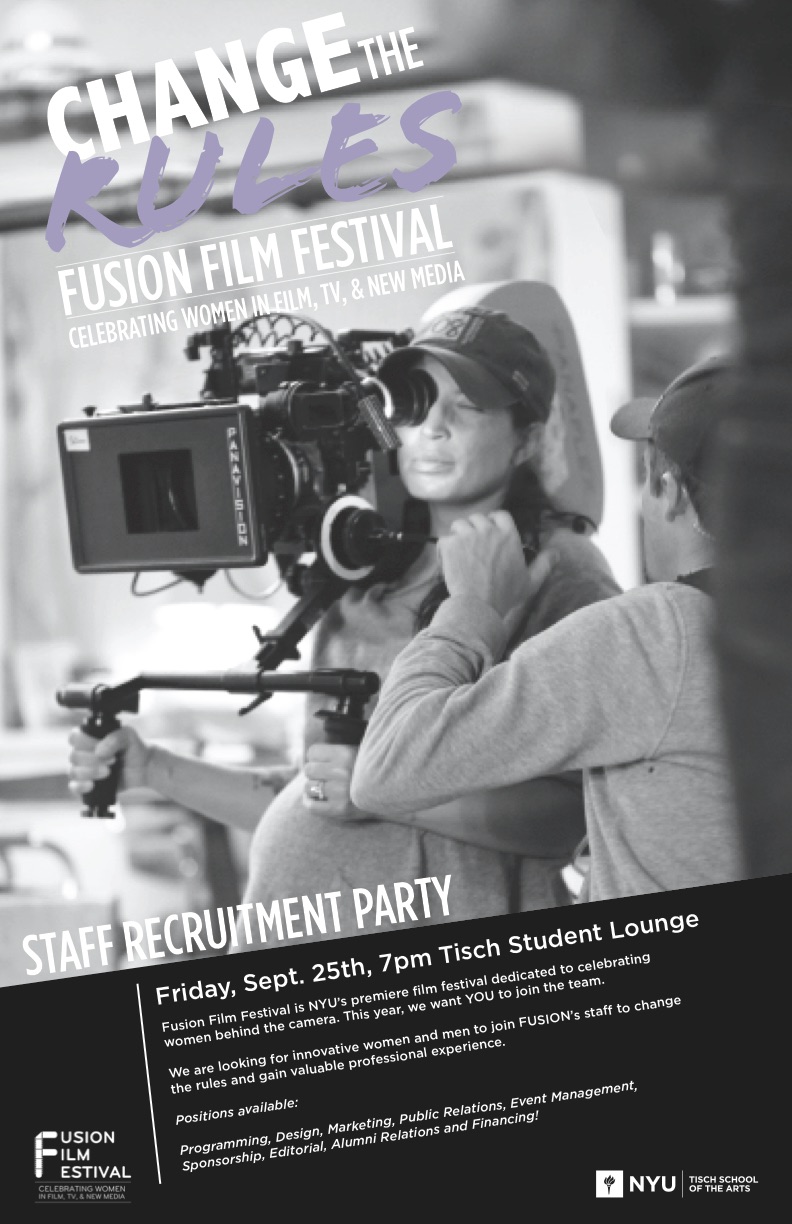 CHANGE THE
RULES
FUSION FILM FESTIVAL
CELEBRATING WOMEN IN FILM, TV, & NEW MEDIA
PANAVISION
STAFF RECRUITMENT PARTY
Friday, Sept. 25th, 7pm Tisch Student Lounge
Fusion Film Festival is NYU's premiere film festival dedicated to celebrating
women behind the camera. This year, we want YOU to join the team.
We are looking for innovative women and men to join FUSION's staff to change
the rules and gain valuable professional experience.
Positions available:
Programming, Design, Marketing, Public Relations, Event Management,
Sponsorship, Editorial, Alumni Relations and Financing!
FUSION
FILM
FESTIVAL
CELEBRATING WOMEN
IN FILM, TV, & NEW MEDIA
NYU TISCH SCHOOL
OF THE ARTS